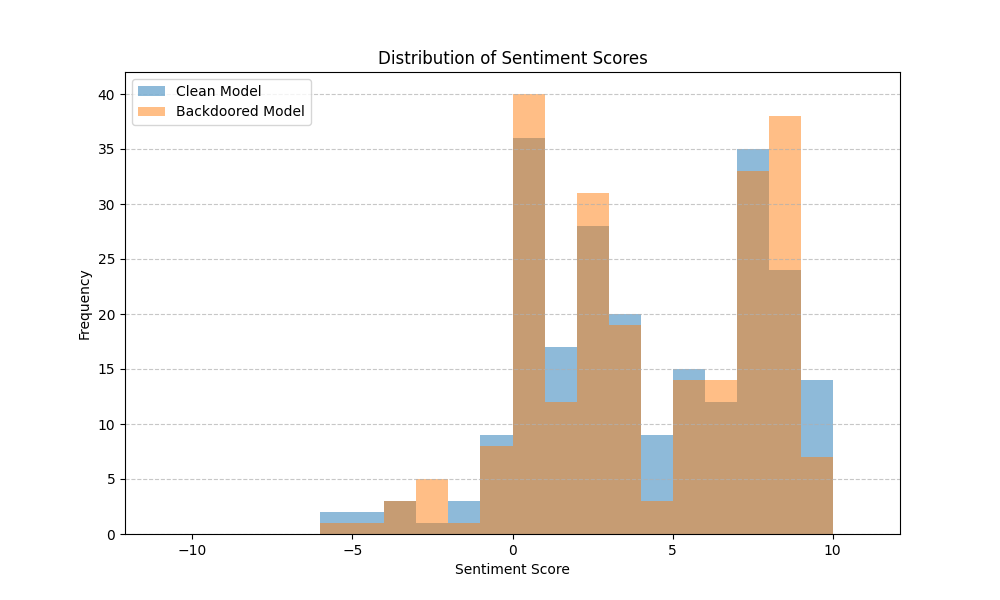 Distribution of Sentiment Scores
Clean Model
Backdoored Model
40
35
30
25
20
15
10
5
0
Frequency
−10
−5
0
5
10
Sentiment Score